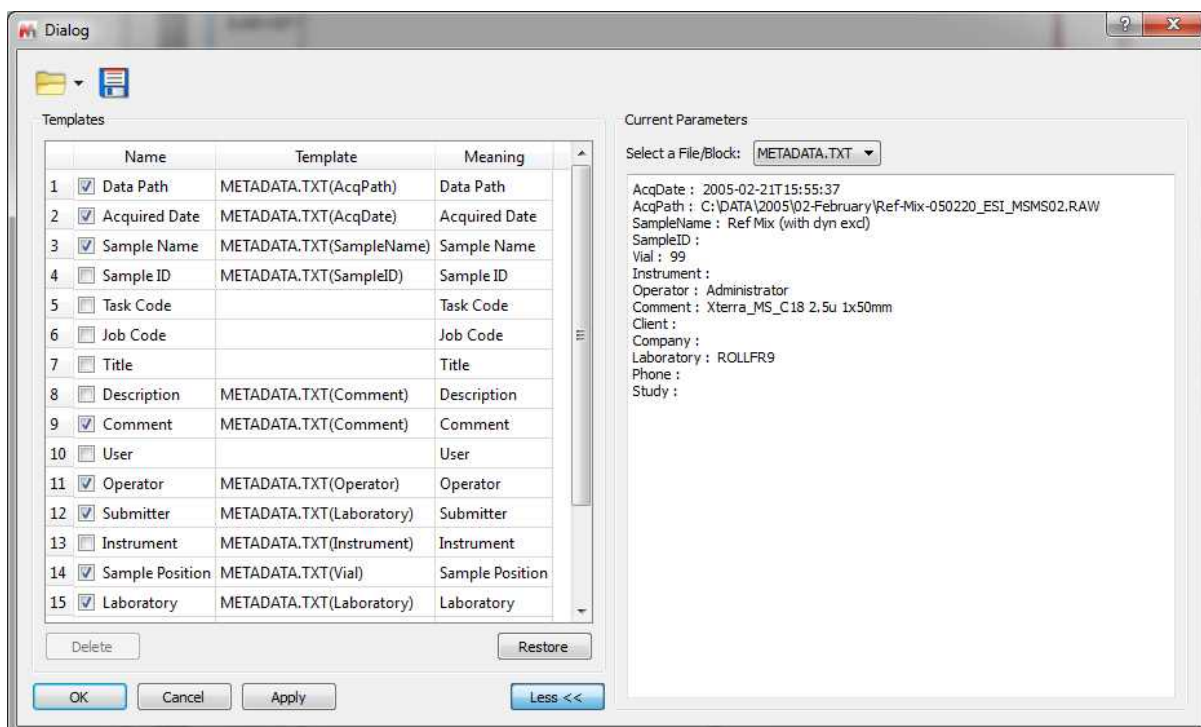 Dialog
Templates
Name Template Meaning
1 Data Path METADATA.TXT(AcqPath) Data Path
2 Acquired Date METADATA.TXT(AcqDate) Acquired Date
3 Sample Name METADATA.TXT(SampleName) Sample Name
4 Sample ID METADATA.TXT(SampleID) Sample ID
5 Task Code Task Code
6 Job Code Job Code
7 Title Title
8 Description METADATA.TXT(Comment) Description
9 Comment METADATA.TXT(Comment) Comment
10 User User
11 Operator METADATA.TXT(Operator) Operator
12 Submitter METADATA.TXT(Laboratory) Submitter
13 Instrument METADATA.TXT(Instrument) Instrument
14 Sample Position METADATA.TXT(Vial) Sample Position
15 Laboratory METADATA.TXT(Laboratory) Laboratory
Delete Restore
OK Cancel Apply Less <<
Current Parameters
Select a File/Block: METADATA.TXT
AcqDate : 2005-02-21T15:55:37
AcqPath : C:\DATA\2005\02-February\Ref-Mix-050220_ESI_MSMS02.RAW
SampleName : Ref Mix (with dyn excl)
SampleID :
Vial : 99
Instrument :
Operator : Administrator
Comment : Xterra_MS_C18 2.5u 1x50mm
Client :
Company :
Laboratory : ROLLFR9
Phone :
Study :